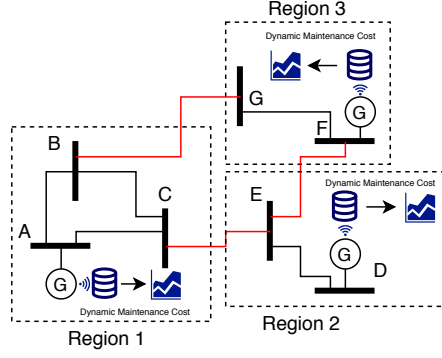 Region 3
Dynamic Maintenance Cost
G
G
F
B
C
A
G
Dynamic Maintenance Cost
Region 1
Dynamic Maintenance Cost
E
G
D
Region 2